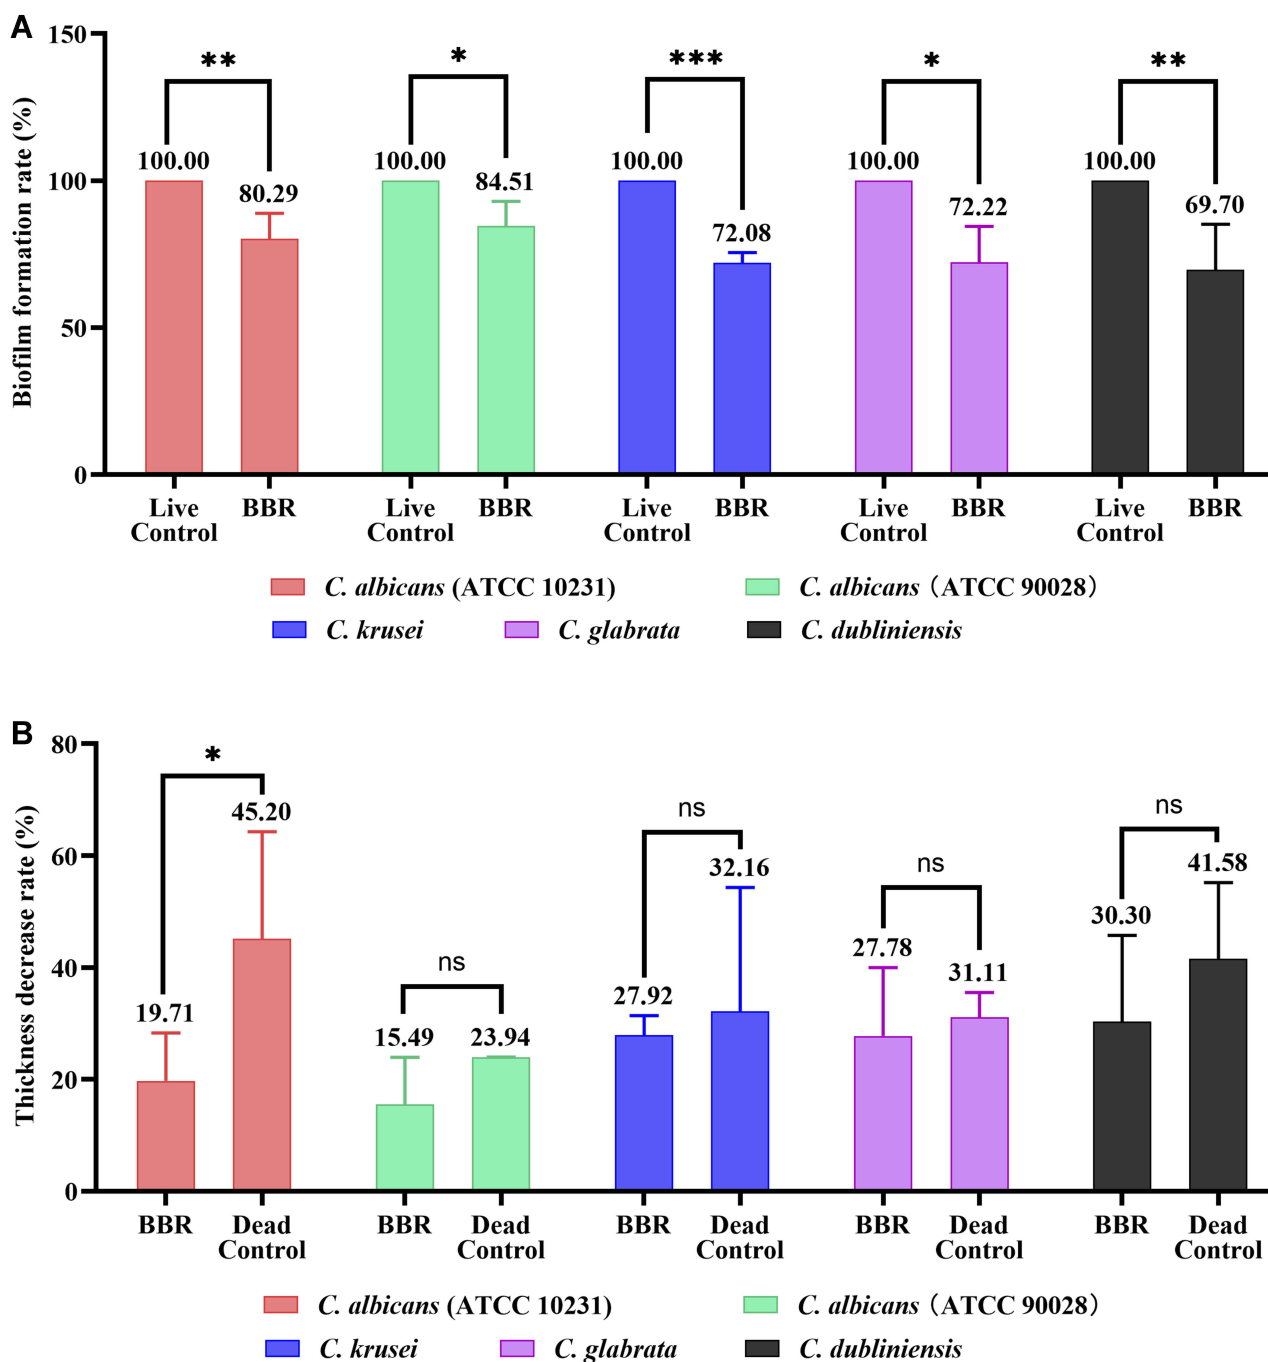 A
Biofilm formation rate (%)
150
100
50
0
** * *** * **
100.00 80.29 100.00 84.51 100.00 72.08 100.00 72.22 100.00 69.70
Live Control BBR Live Control BBR Live Control BBR Live Control BBR Live Control BBR
C. albicans (ATCC 10231) C. albicans（ATCC 90028）
C. krusei C. glabrata C. dubliniensis
B
Thickness decrease rate (%)
80
60
40
20
0
* ns ns ns ns
19.71 45.20 15.49 23.94 27.92 32.16 27.78 31.11 30.30 41.58
BBR Dead Control BBR Dead Control BBR Dead Control BBR Dead Control BBR Dead Control
C. albicans (ATCC 10231) C. albicans（ATCC 90028）
C. krusei C. glabrata C. dubliniensis